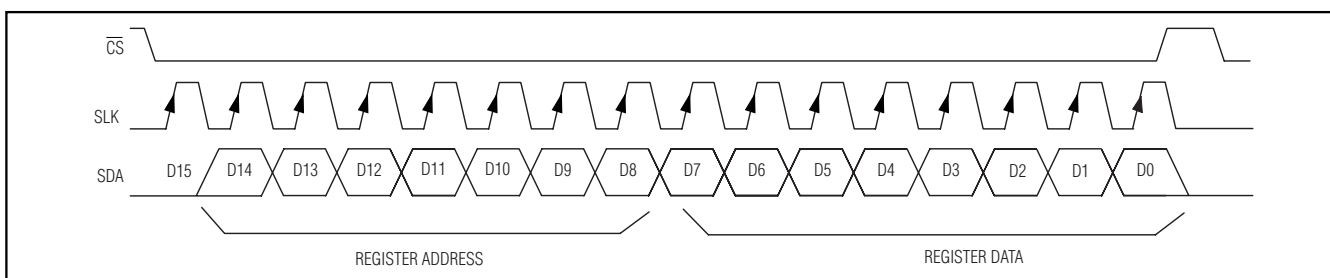 CS
SLK
SDA D15 D14 D13 D12 D11 D10 D9 D8 D7 D6 D5 D4 D3 D2 D1 D0
REGISTER ADDRESS REGISTER DATA